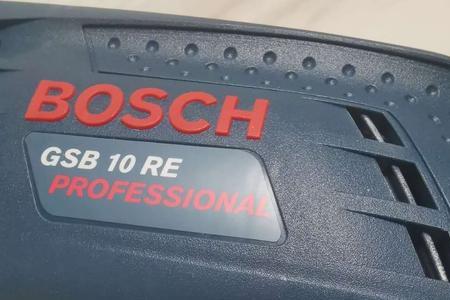 BOSCH
GSB 10 RE
PROFESSIONAL